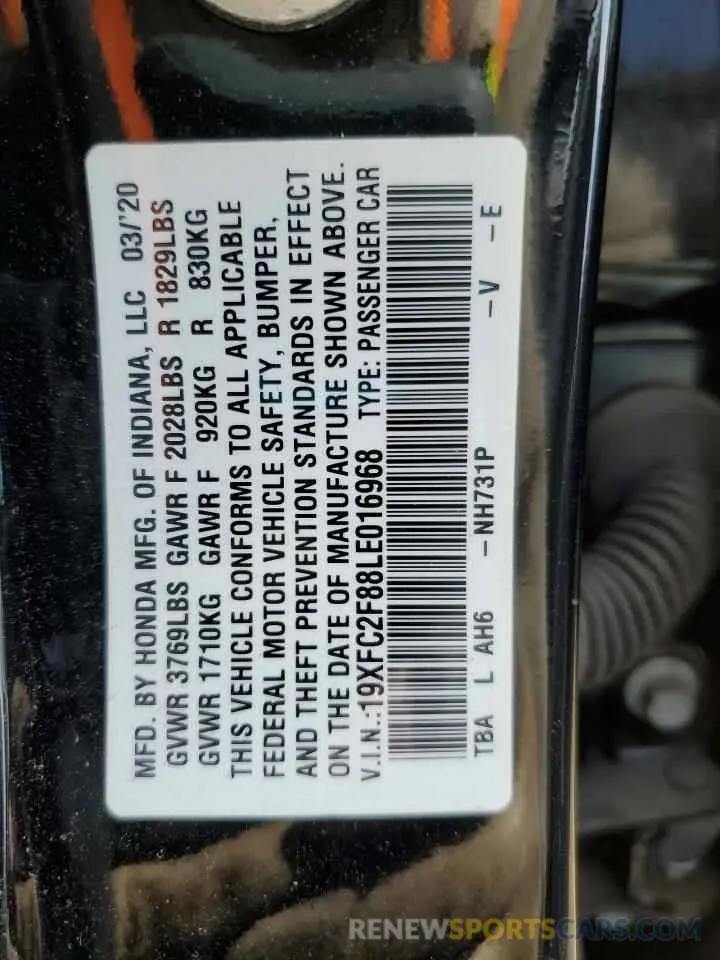 MFD. BY HONDA MFG. OF INDIANA, LLC 03/'20
GVWR 3769LBS GAWR F 2028LBS R 1829LBS
GVWR 1710KG GAWR F 920KG R 830KG
THIS VEHICLE CONFORMS TO ALL APPLICABLE
FEDERAL MOTOR VEHICLE SAFETY, BUMPER,
AND THEFT PREVENTION STANDARDS IN EFFECT
ON THE DATE OF MANUFACTURE SHOWN ABOVE.
V.I.N.:19XFC2F88LE016968 TYPE: PASSENGER CAR
TBA L AH6 -NH731P -V -E
RENEWSPORTSCARS.COM